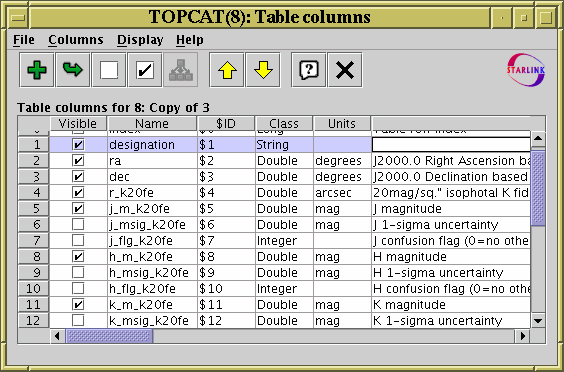 TOPCAT(8): Table columns
File Columns Display Help
STARLINK
Table columns for 8: Copy of 3
Visible Name $ID Class Units
0 index $0 Long Table row index
1 designation $1 String
2 ra $2 Double degrees J2000.0 Right Ascension ba
3 dec $3 Double degrees J2000.0 Declination based
4 r_k20fe $4 Double arcsec 20mag/sq." isophotal K fid
5 j_m_k20fe $5 Double mag J magnitude
6 j_msig_k20fe $6 Double mag J 1-sigma uncertainty
7 j_flg_k20fe $7 Integer J confusion flag (0=no othe
8 h_m_k20fe $8 Double mag H magnitude
9 h_msig_k20fe $9 Double mag H 1-sigma uncertainty
10 h_flg_k20fe $10 Integer H confusion flag (0=no othe
11 k_m_k20fe $11 Double mag K magnitude
12 k_msig_k20fe $12 Double mag K 1-sigma uncertainty